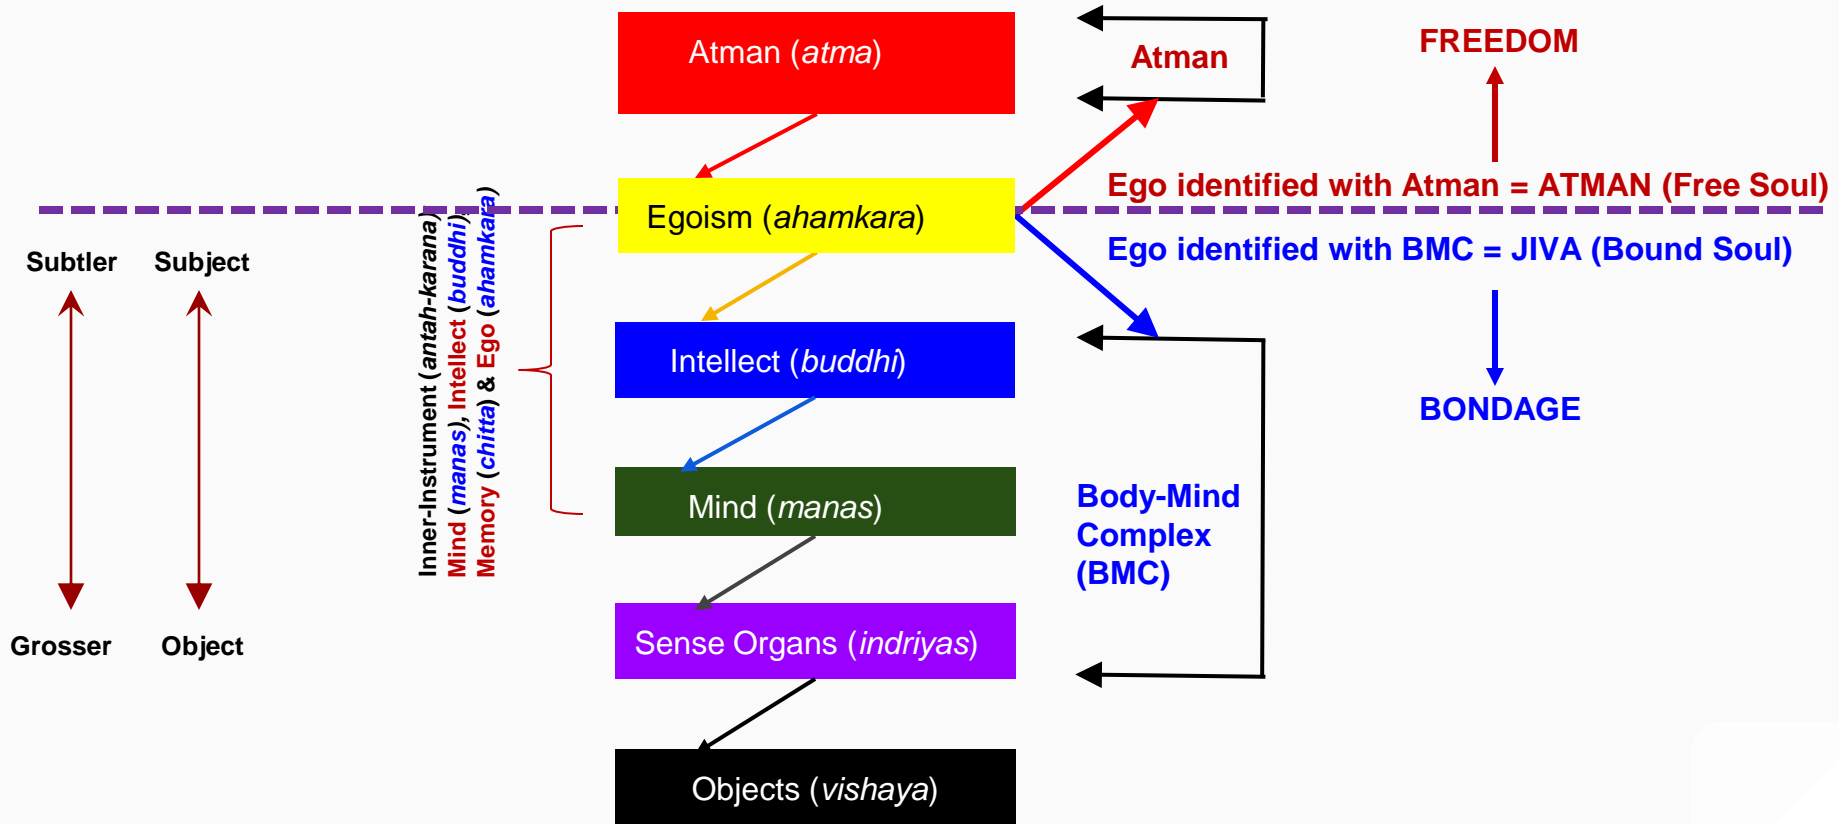 Atman (atma)
Atman
FREEDOM
Ego identified with Atman = ATMAN (Free Soul)
Egoism (ahamkara)
Ego identified with BMC = JIVA (Bound Soul)
Subtler
Subject
Inner-Instrument (antah-karana)
Mind (manas), Intellect (buddhi),
Memory (chitta) & Ego (ahamkara)
Intellect (buddhi)
BONDAGE
Mind (manas)
Body-Mind
Complex
(BMC)
Grosser
Object
Sense Organs (indriyas)
Objects (vishaya)